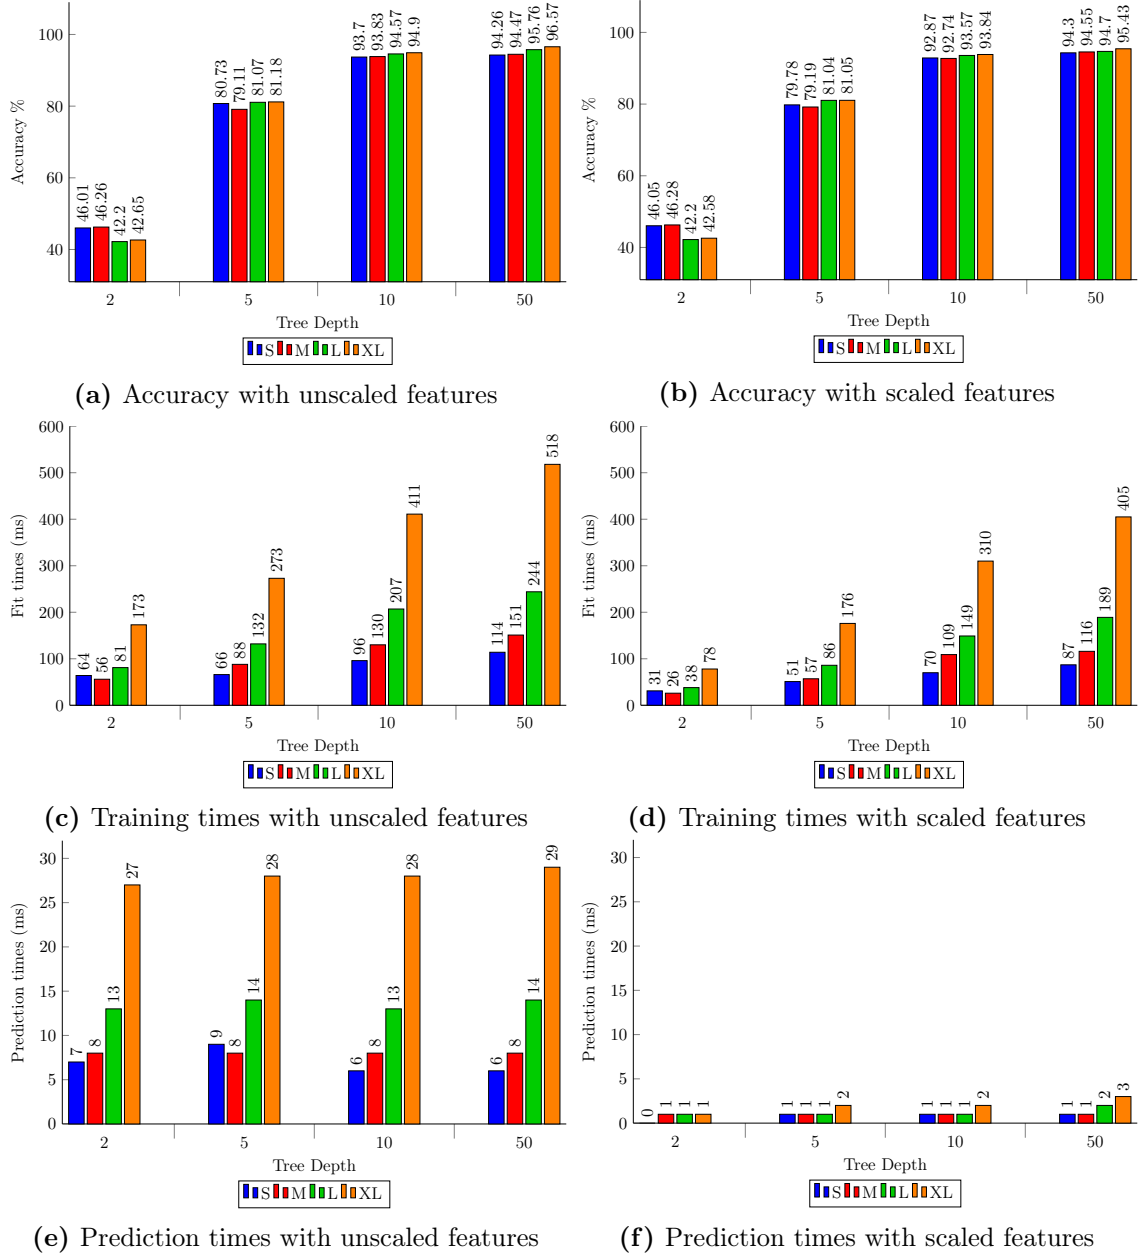 Accuracy %
100
80
60
40
46.01 46.26 42.2 42.65
80.73 79.11 81.07 81.18
93.7 93.83 94.57 94.9
94.26 94.47 95.76 96.57
2 5 10 50
Tree Depth
S M L XL
(a) Accuracy with unscaled features
Accuracy %
100
80
60
40
46.05 46.28 42.2 42.58
79.78 79.19 81.04 81.05
92.87 92.74 93.57 93.84
94.3 94.55 94.7 95.43
2 5 10 50
Tree Depth
S M L XL
(b) Accuracy with scaled features
Fit times (ms)
600
500
400
300
200
100
0
64 56 81 173
66 88 132 273
96 130 207 411
114 151 244 518
2 5 10 50
Tree Depth
S M L XL
(c) Training times with unscaled features
Fit times (ms)
600
500
400
300
200
100
0
31 26 38 78
51 57 86 176
70 109 149 310
87 116 189 405
2 5 10 50
Tree Depth
S M L XL
(d) Training times with scaled features
Prediction times (ms)
30
25
20
15
10
5
0
7 8 13 27
9 8 14 28
6 8 13 28
6 8 14 29
2 5 10 50
Tree Depth
S M L XL
(e) Prediction times with unscaled features
Prediction times (ms)
30
25
20
15
10
5
0
0 1 1 1
1 1 1 2
1 1 1 2
1 1 2 3
2 5 10 50
Tree Depth
S M L XL
(f) Prediction times with scaled features